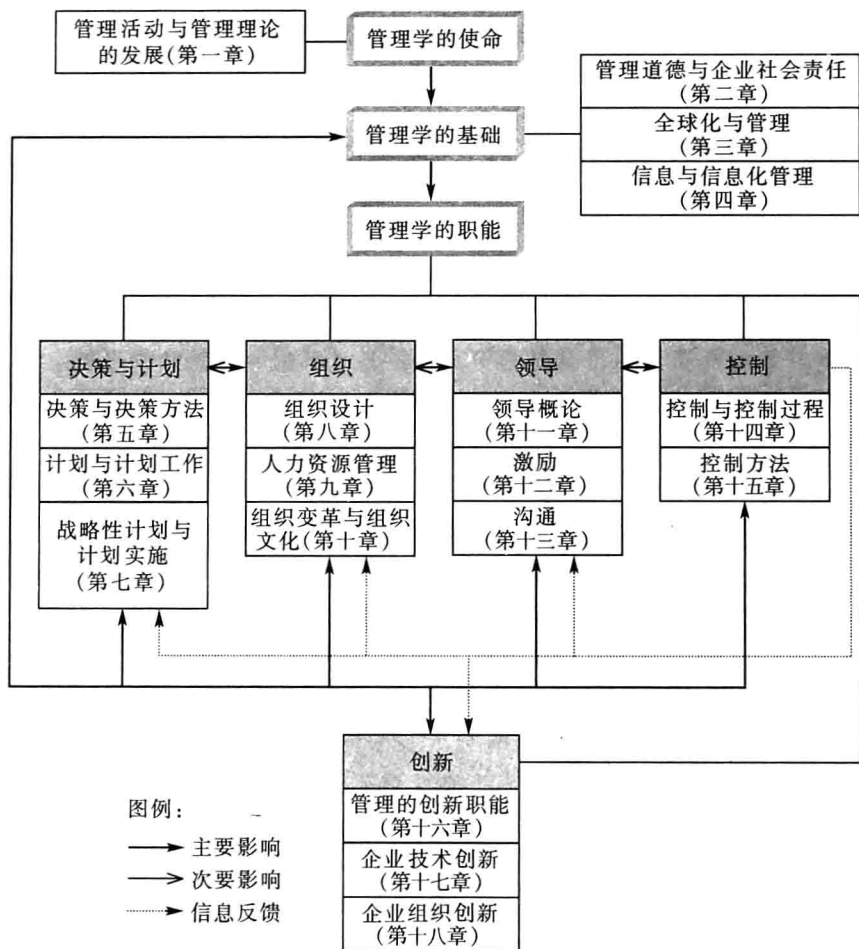 管理活动与管理理论
的发展(第一章)
管理学的使命
管理学的基础
管理道德与企业社会责任
(第二章)
全球化与管理
(第三章)
信息与信息化管理
(第四章)
管理学的职能
决策与计划
决策与决策方法
(第五章)
计划与计划工作
(第六章)
战略性计划与
计划实施
(第七章)
组织
组织设计
(第八章)
人力资源管理
(第九章)
组织变革与组织
文化(第十章)
领导
领导概论
(第十一章)
激励
(第十二章)
沟通
(第十三章)
控制
控制与控制过程
(第十四章)
控制方法
(第十五章)
创新
管理的创新职能
(第十六章)
企业技术创新
(第十七章)
企业组织创新
(第十八章)
图例:
主要影响
次要影响
信息反馈